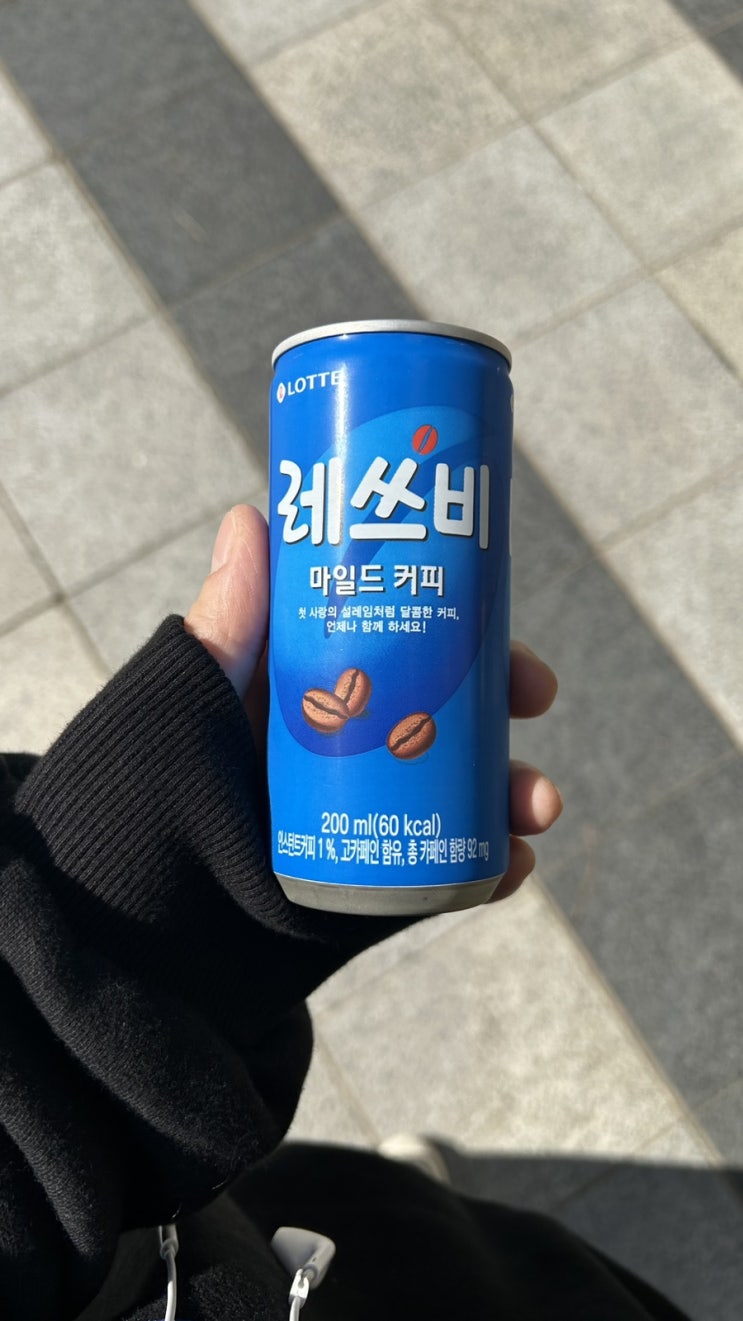 LOTTE
레쓰비
마일드 커피
첫 사랑의 설레임처럼 달콤한 커피,
언제나 함께 하세요!
200 ml(60 kcal)
인스턴트커피 1 %, 고카페인 함유, 총 카페인 함량 92 mg